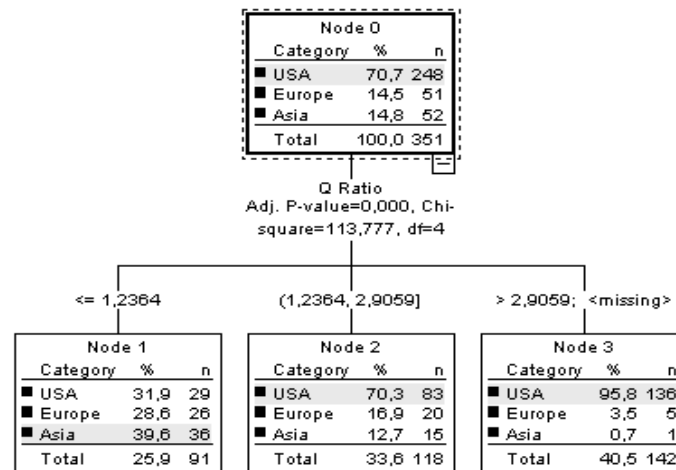 Node 0
Category % n
USA 70,7 248
Europe 14,5 51
Asia 14,8 52
Total 100,0 351
Q Ratio
Adj. P-value=0,000, Chi-
square=113,777, df=4
<= 1,2364
(1,2364, 2,9059]
> 2,9059; <missing>
Node 1
Category % n
USA 31,9 29
Europe 28,6 26
Asia 39,6 36
Total 25,9 91
Node 2
Category % n
USA 70,3 83
Europe 16,9 20
Asia 12,7 15
Total 33,6 118
Node 3
Category % n
USA 95,8 136
Europe 3,5 5
Asia 0,7 1
Total 40,5 142